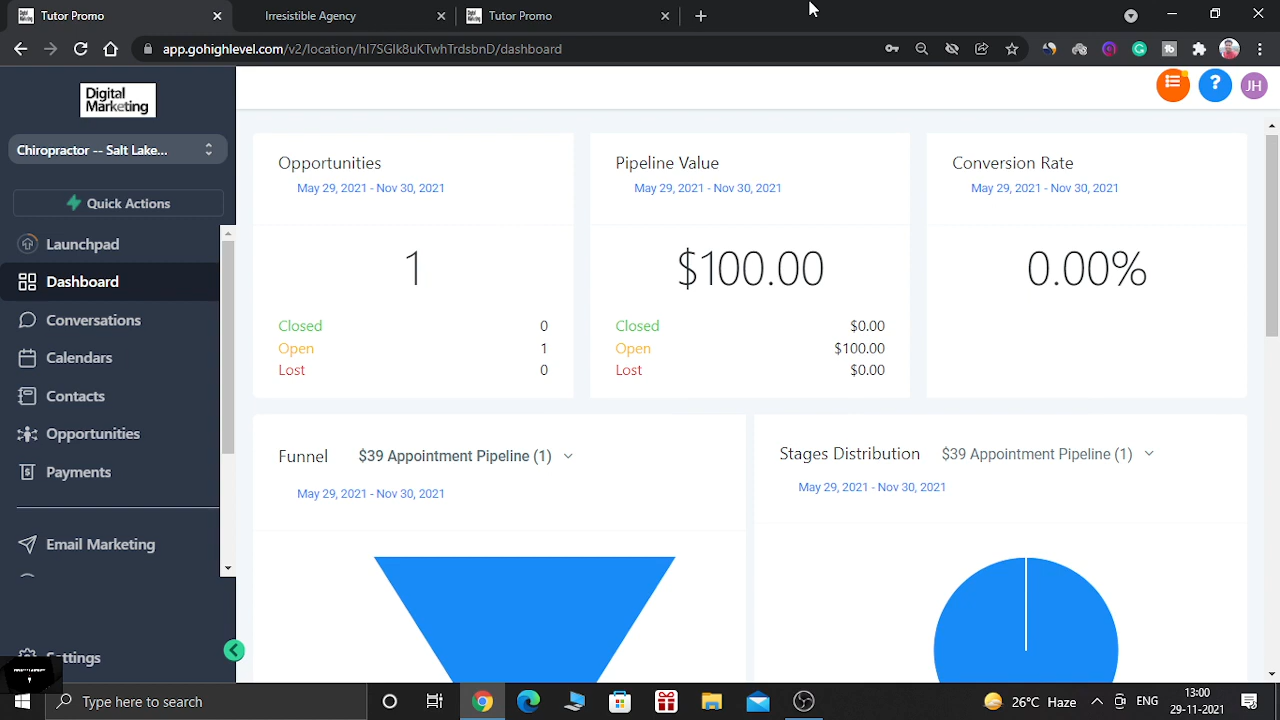 Tutor Promo
Irresistible Agency
Tutor Promo
app.gohighlevel.com/v2/location/hI7SGIk8uKTwhTrdsbnD/dashboard
Digital
Marketing
JH
Chiropractor -- Salt Lake...
Quick Actions
Launchpad
Dashboard
Conversations
Calendars
Contacts
Opportunities
Payments
Email Marketing
Settings
Opportunities
May 29, 2021 - Nov 30, 2021
1
Closed 0
Open 1
Lost 0
Pipeline Value
May 29, 2021 - Nov 30, 2021
$100.00
Closed $0.00
Open $100.00
Lost $0.00
Conversion Rate
May 29, 2021 - Nov 30, 2021
0.00%
Funnel $39 Appointment Pipeline (1)
May 29, 2021 - Nov 30, 2021
Stages Distribution $39 Appointment Pipeline (1)
May 29, 2021 - Nov 30, 2021
Type here to search
26°C Haze
ENG
13:00
29-11-2021